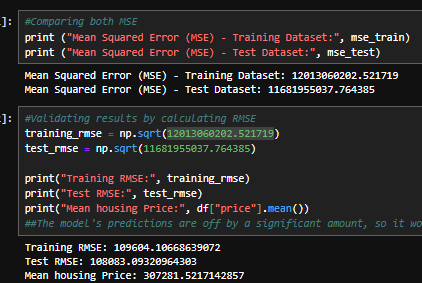 ]:
#Comparing both MSE
print ("Mean Squared Error (MSE) - Training Dataset:", mse_train)
print ("Mean Squared Error (MSE) - Test Dataset:", mse_test)
Mean Squared Error (MSE) - Training Dataset: 12013060202.521719
Mean Squared Error (MSE) - Test Dataset: 11681955037.764385
]:
#Validating results by calculating RMSE
training_rmse = np.sqrt(12013060202.521719)
test_rmse = np.sqrt(11681955037.764385)
print("Training RMSE:", training_rmse)
print("Test RMSE:", test_rmse)
print("Mean housing Price:", df["price"].mean())
##The model's predictions are off by a significant amount, so it wo
Training RMSE: 109604.10668639072
Test RMSE: 108083.09320964303
Mean housing Price: 307281.5217142857